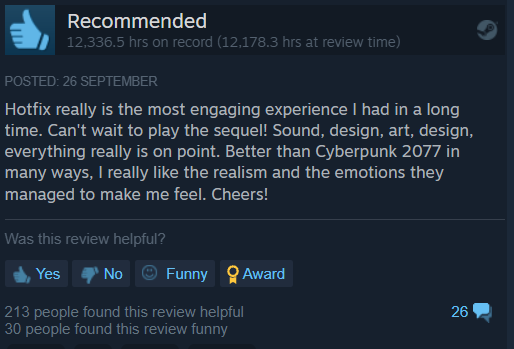 Recommended
12,336.5 hrs on record (12,178.3 hrs at review time)
POSTED: 26 SEPTEMBER
Hotfix really is the most engaging experience I had in a long
time. Can't wait to play the sequel! Sound, design, art, design,
everything really is on point. Better than Cyberpunk 2077 in
many ways, I really like the realism and the emotions they
managed to make me feel. Cheers!
Was this review helpful?
Yes No Funny Award
213 people found this review helpful 26
30 people found this review funny